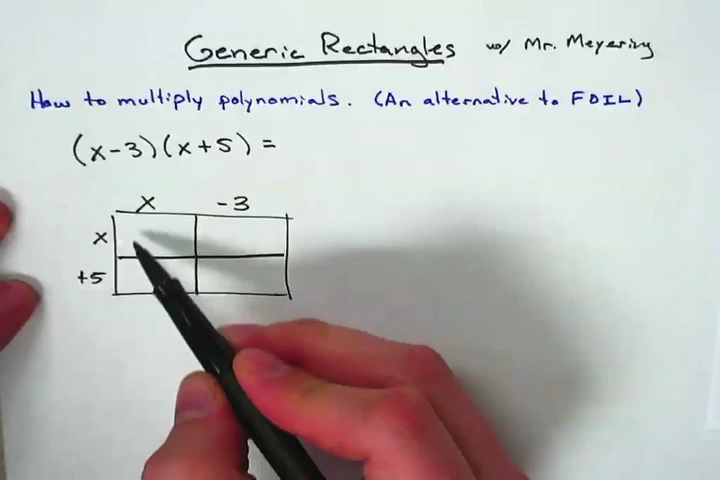 Generic Rectangles w/ Mr. Meyering
How to multiply polynomials. (An alternative to FOIL)
(x-3)(x+5) =
x -3
x
+5